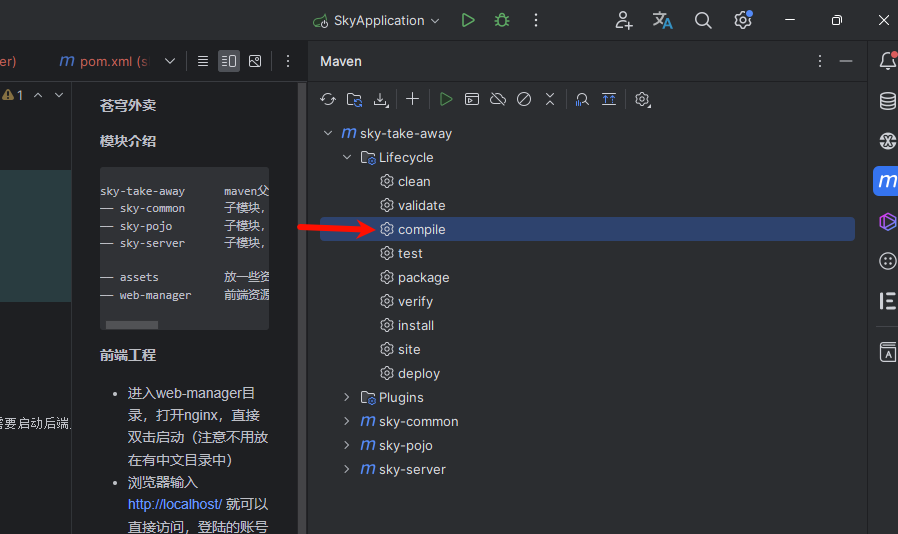 SkyApplication
er)
pom.xml (s
Maven
1
苍穹外卖
模块介绍
sky-take-away maven父
—— sky-common 子模块,
—— sky-pojo 子模块,
—— sky-server 子模块,
—— assets 放一些资
—— web-manager 前端资源
前端工程
进入web-manager目
录，打开nginx，直接
双击启动（注意不用放
在有中文目录中）
浏览器输入
http://localhost/ 就可以
直接访问，登陆的账号
需要启动后端
sky-take-away
Lifecycle
clean
validate
compile
test
package
verify
install
site
deploy
Plugins
sky-common
sky-pojo
sky-server